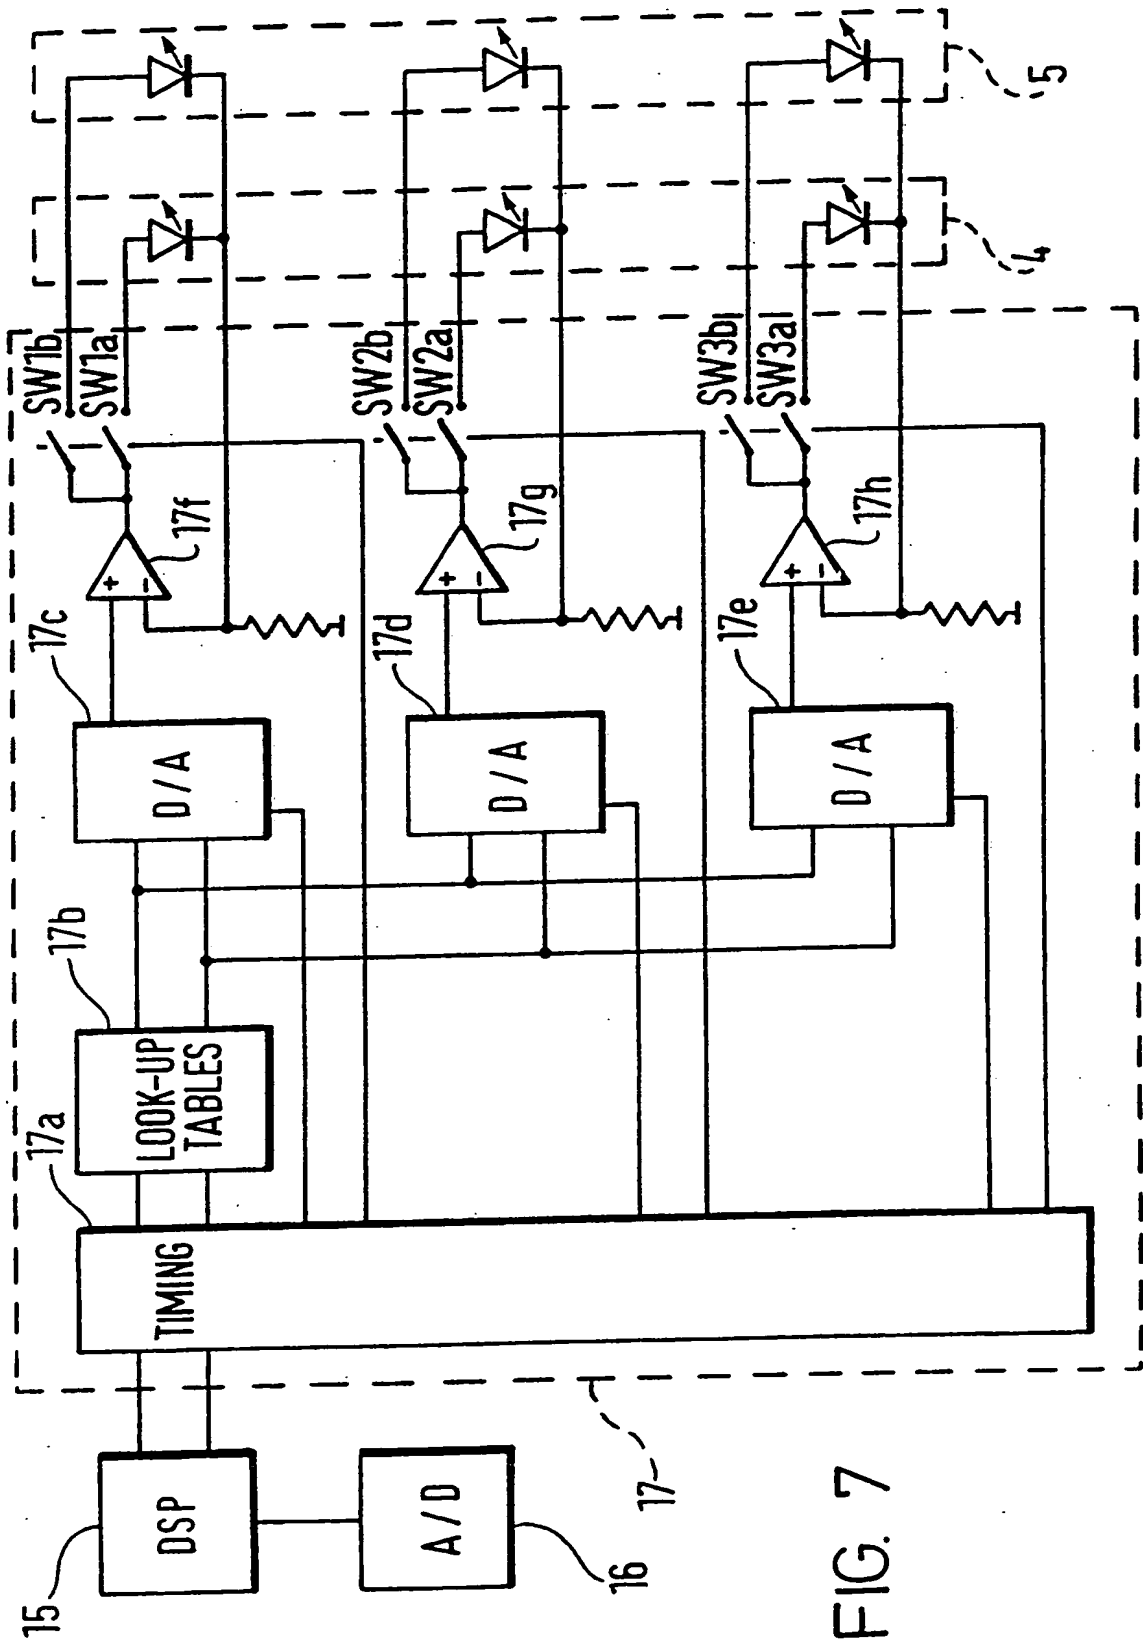 15
DSP
A/D
16
17
TIMING
17a
LOOK-UP
TABLES
17b
D/A
17c
D/A
17d
D/A
17e
+
−
17f
+
−
17g
+
−
17h
SW1b
SW1a
SW2b
SW2a
SW3b
SW3a
4
5
FIG. 7